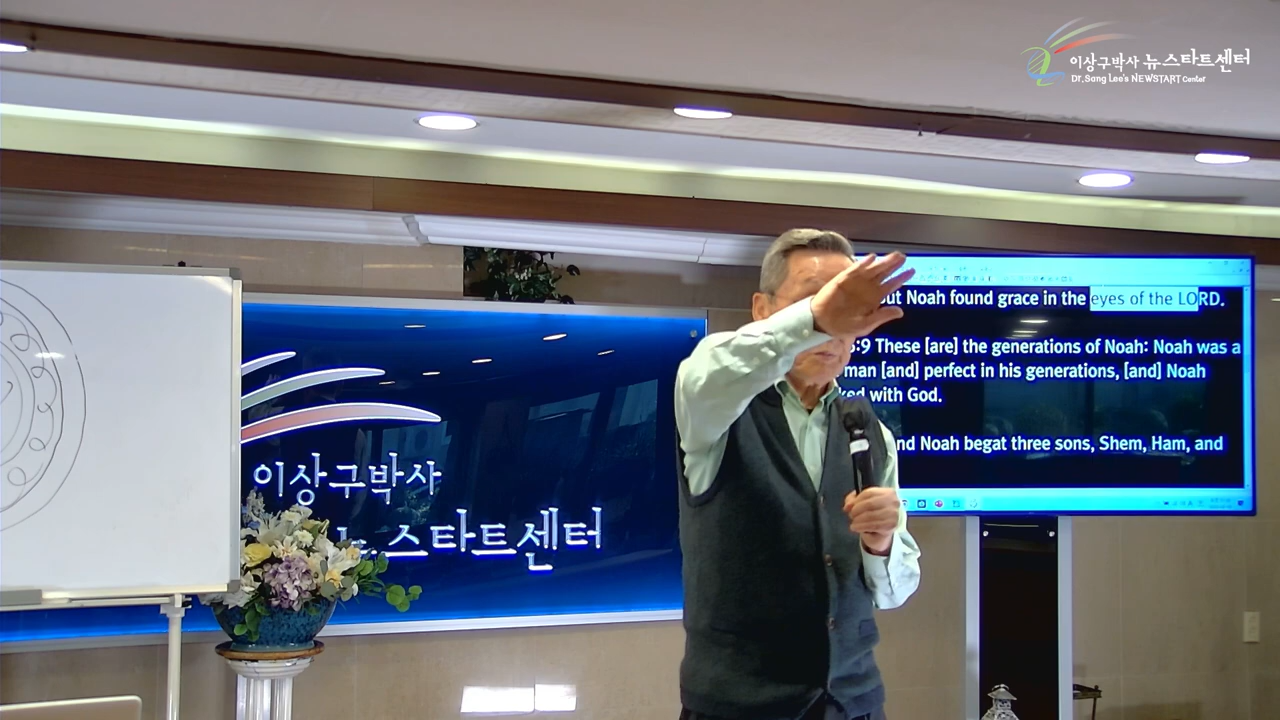 이상구박사 뉴스타트센터
Dr. Sang Lee's NEWSTART Center
이상구박사
뉴스타트센터
ut Noah found grace in the eyes of the LORD.
:9 These [are] the generations of Noah: Noah was a
man [and] perfect in his generations, [and] Noah
ked with God.
nd Noah begat three sons, Shem, Ham, and